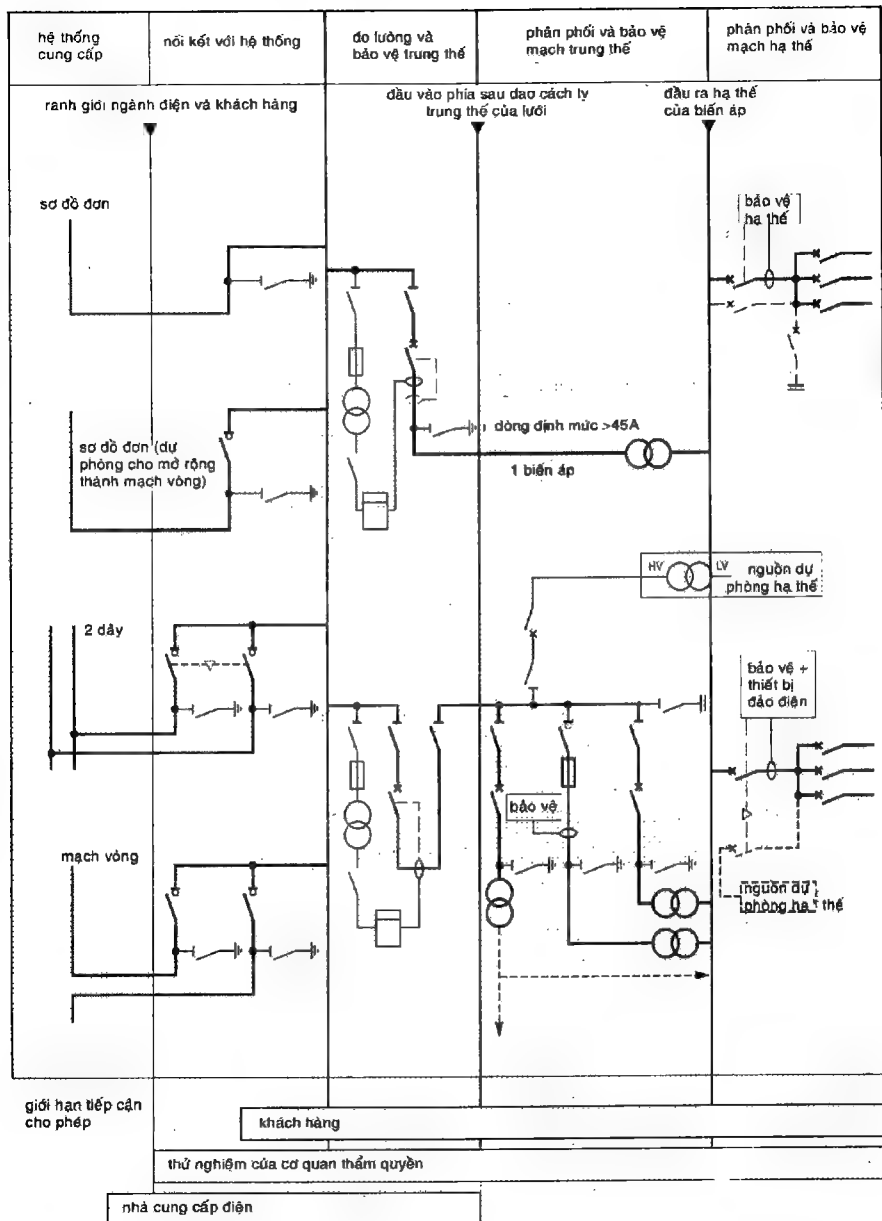 hệ thống
cung cấp
nối kết với hệ thống
đo lường và
bảo vệ trung thế
phân phối và bảo vệ
mạch trung thế
phân phối và bảo vệ
mạch hạ thế
ranh giới ngành điện và khách hàng
đầu vào phía sau dao cách ly
trung thế của lưới
đầu ra hạ thế
của biến áp
sơ đồ đơn
bảo vệ
hạ thế
sơ đồ đơn (dự
phòng cho mở rộng
thành mạch vòng)
dòng định mức >45A
1 biến áp
HV
LV
nguồn dự
phòng hạ thế
2 dây
bảo vệ +
thiết bị
đảo điện
bảo vệ
mạch vòng
nguồn dự
phòng hạ thế
giới hạn tiếp cận
cho phép
khách hàng
thử nghiệm của cơ quan thẩm quyền
nhà cung cấp điện